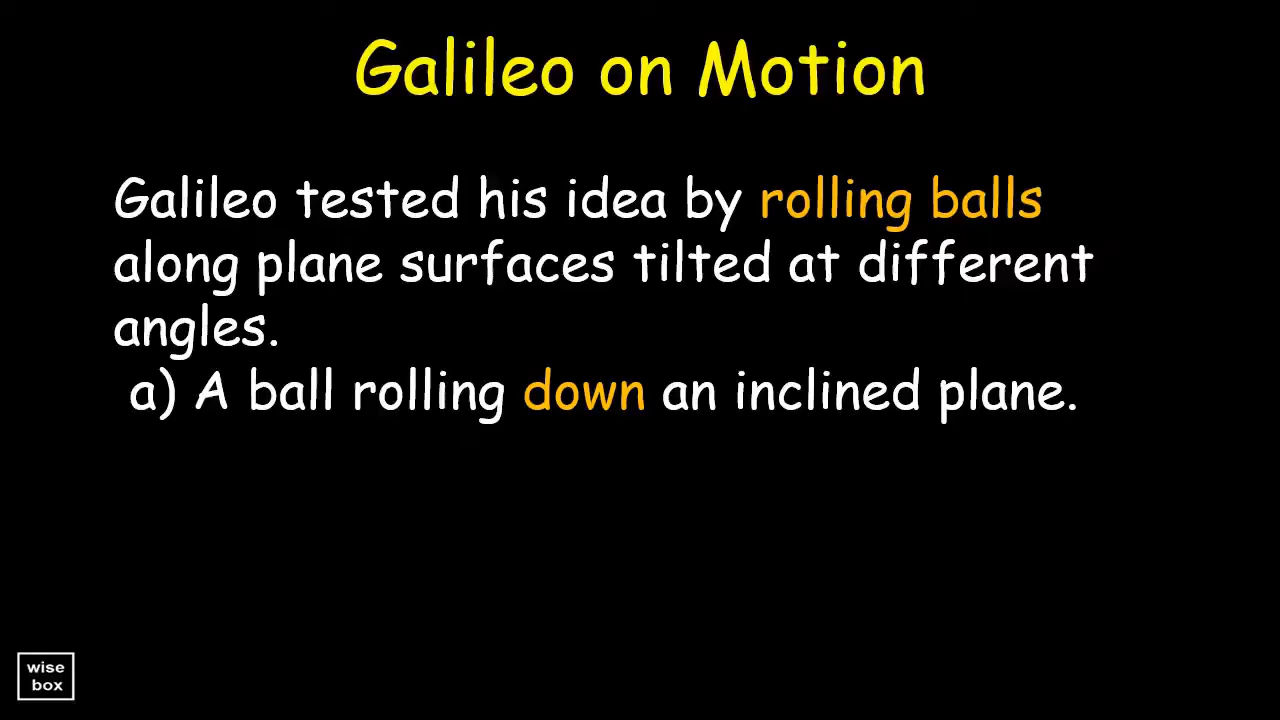 Galileo on Motion
Galileo tested his idea by rolling balls
along plane surfaces tilted at different
angles.
a) A ball rolling down an inclined plane.
wise
box